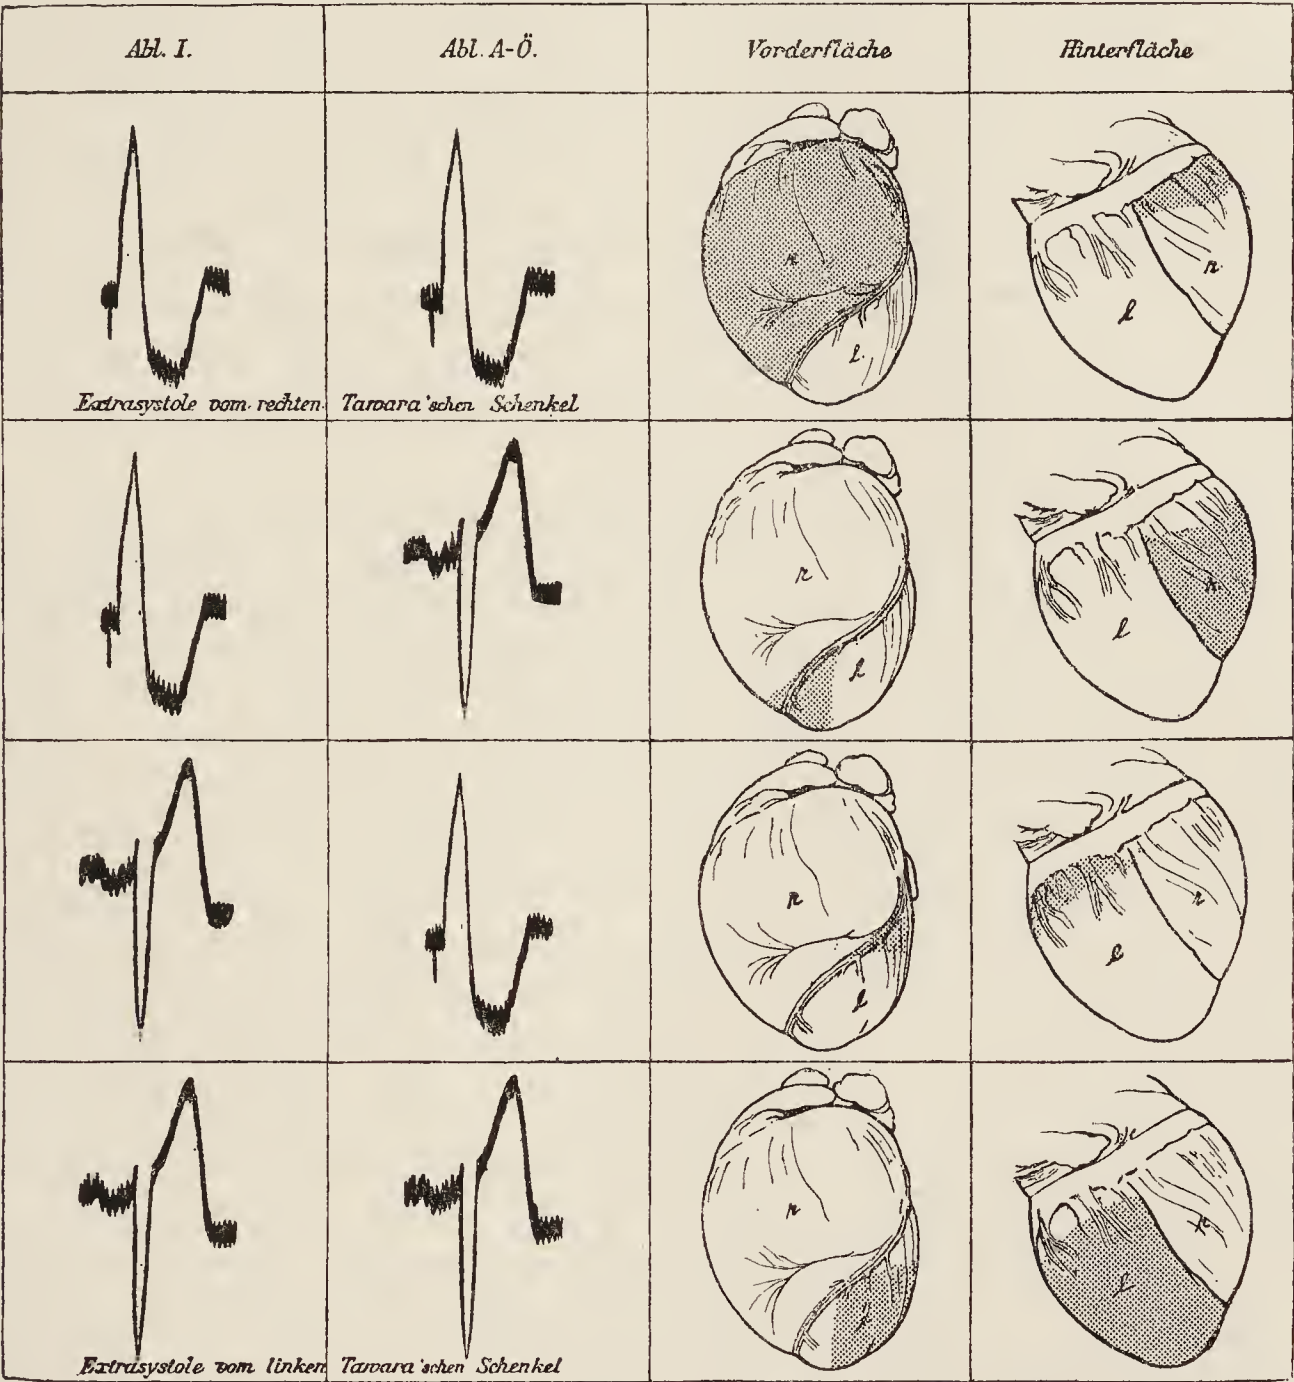 Abl. I.
Abl. A-Ö.
Vorderfläche
Hinterfläche
r
l
l
r
Extrasystole vom rechten Tawara'schen Schenkel
r
l
l
r
r
l
l
r
r
l
l
r
Extrasystole vom linken Tawara'schen Schenkel